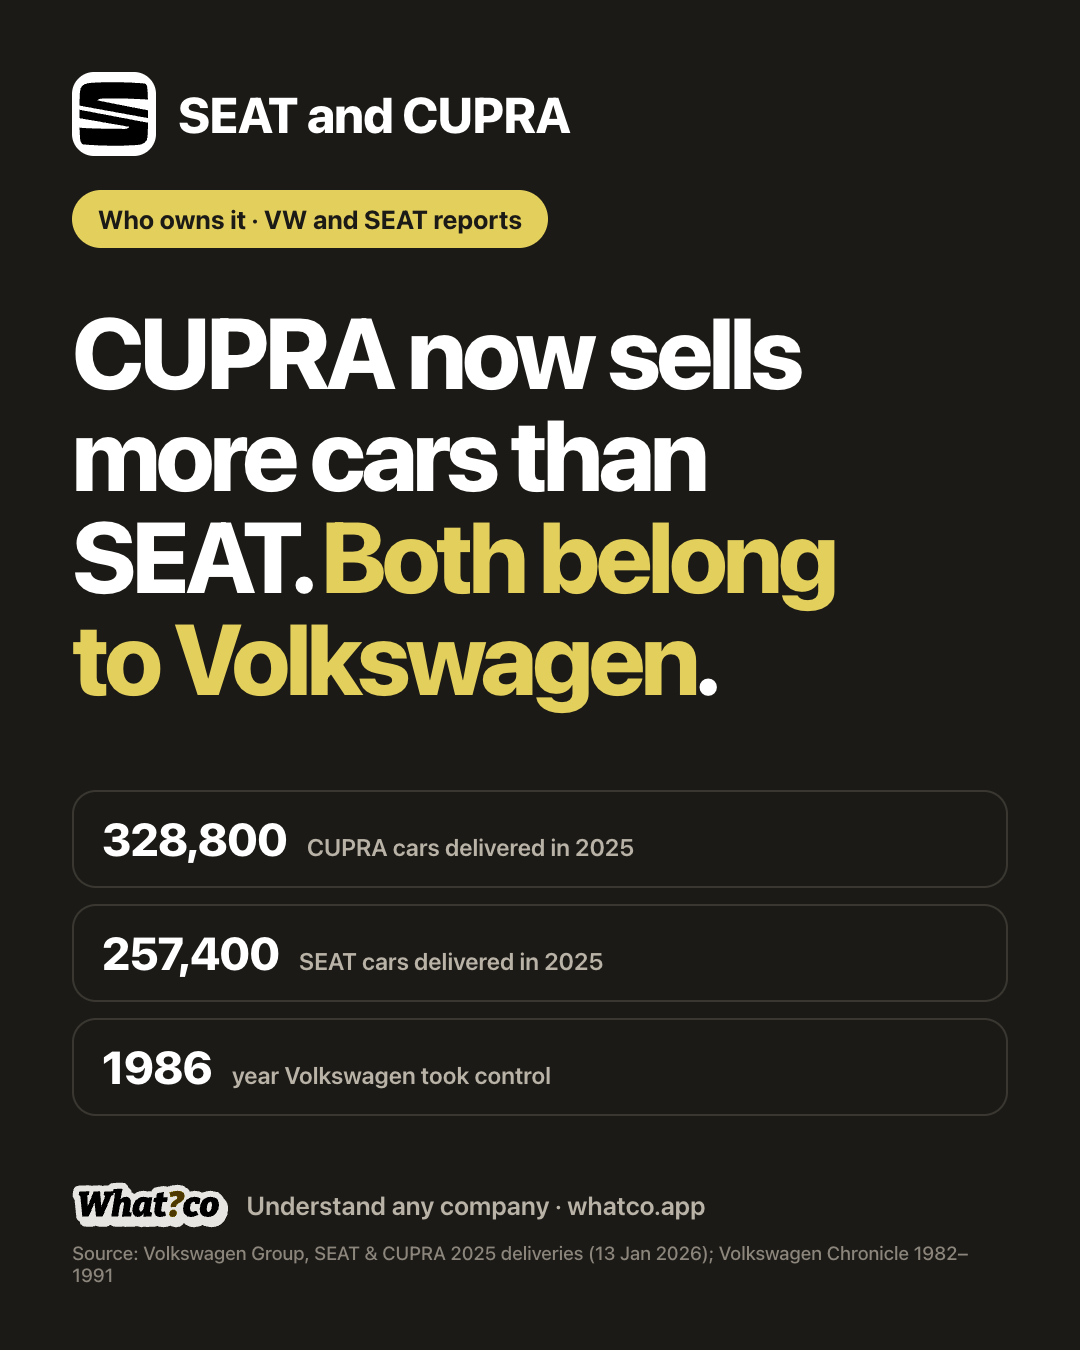 SEAT and CUPRA
Who owns it · VW and SEAT reports
CUPRA now sells
more cars than
SEAT. Both belong
to Volkswagen.
328,800 CUPRA cars delivered in 2025
257,400 SEAT cars delivered in 2025
1986 year Volkswagen took control
What?co Understand any company · whatco.app
Source: Volkswagen Group, SEAT & CUPRA 2025 deliveries (13 Jan 2026); Volkswagen Chronicle 1982–
1991